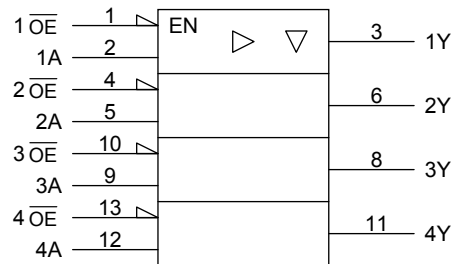 1 OE 1 EN 3 1Y
1A 2
2 OE 4 6 2Y
2A 5
3 OE 10 8 3Y
3A 9
4 OE 13 11 4Y
4A 12